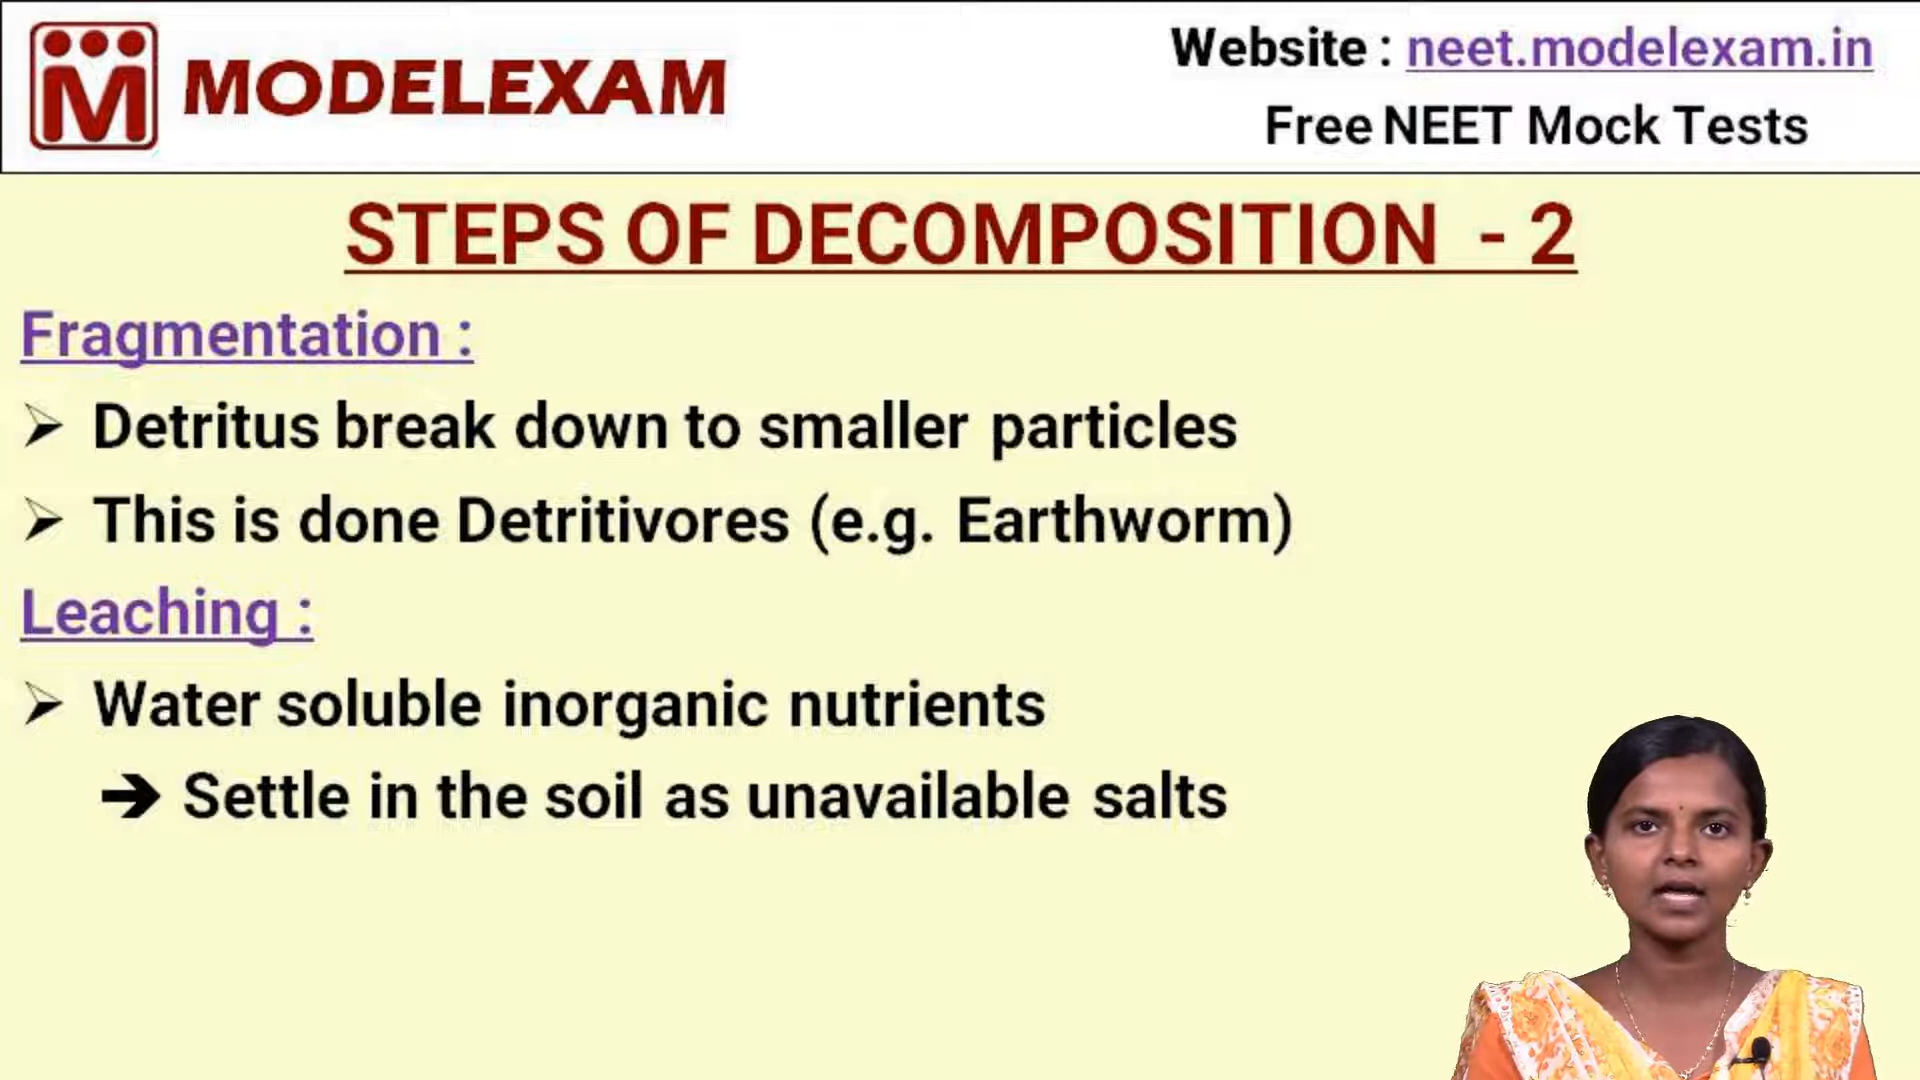 MODELEXAM
Website : neet.modelexam.in
Free NEET Mock Tests
STEPS OF DECOMPOSITION - 2
Fragmentation :
➢ Detritus break down to smaller particles
➢ This is done Detritivores (e.g. Earthworm)
Leaching :
➢ Water soluble inorganic nutrients
➔ Settle in the soil as unavailable salts